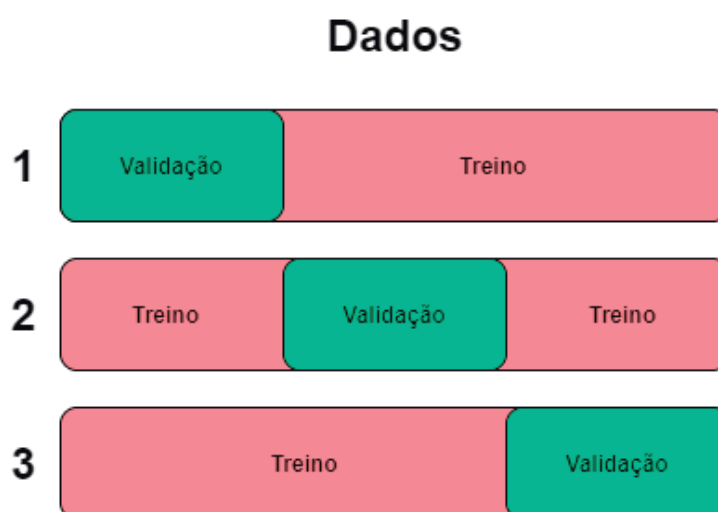 Dados
1
Validação
Treino
2
Treino
Validação
Treino
3
Treino
Validação